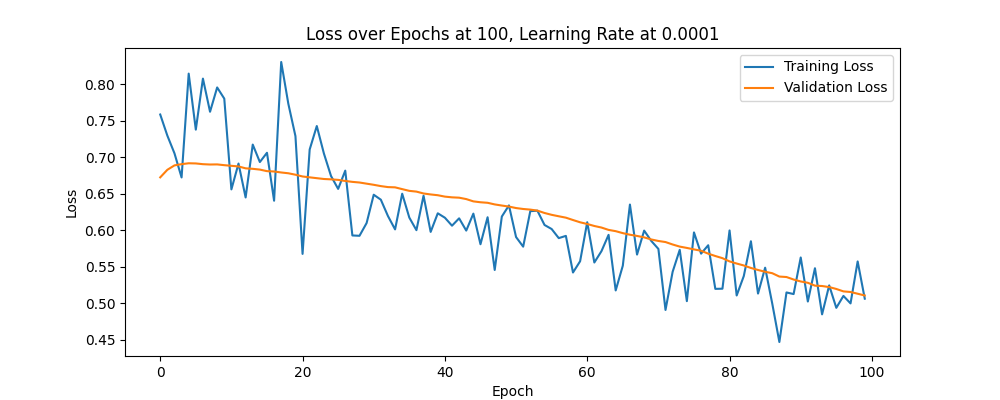 Loss over Epochs at 100, Learning Rate at 0.0001
Training Loss
Validation Loss
0.80
0.75
0.70
0.65
0.60
0.55
0.50
0.45
Loss
0
20
40
60
80
100
Epoch